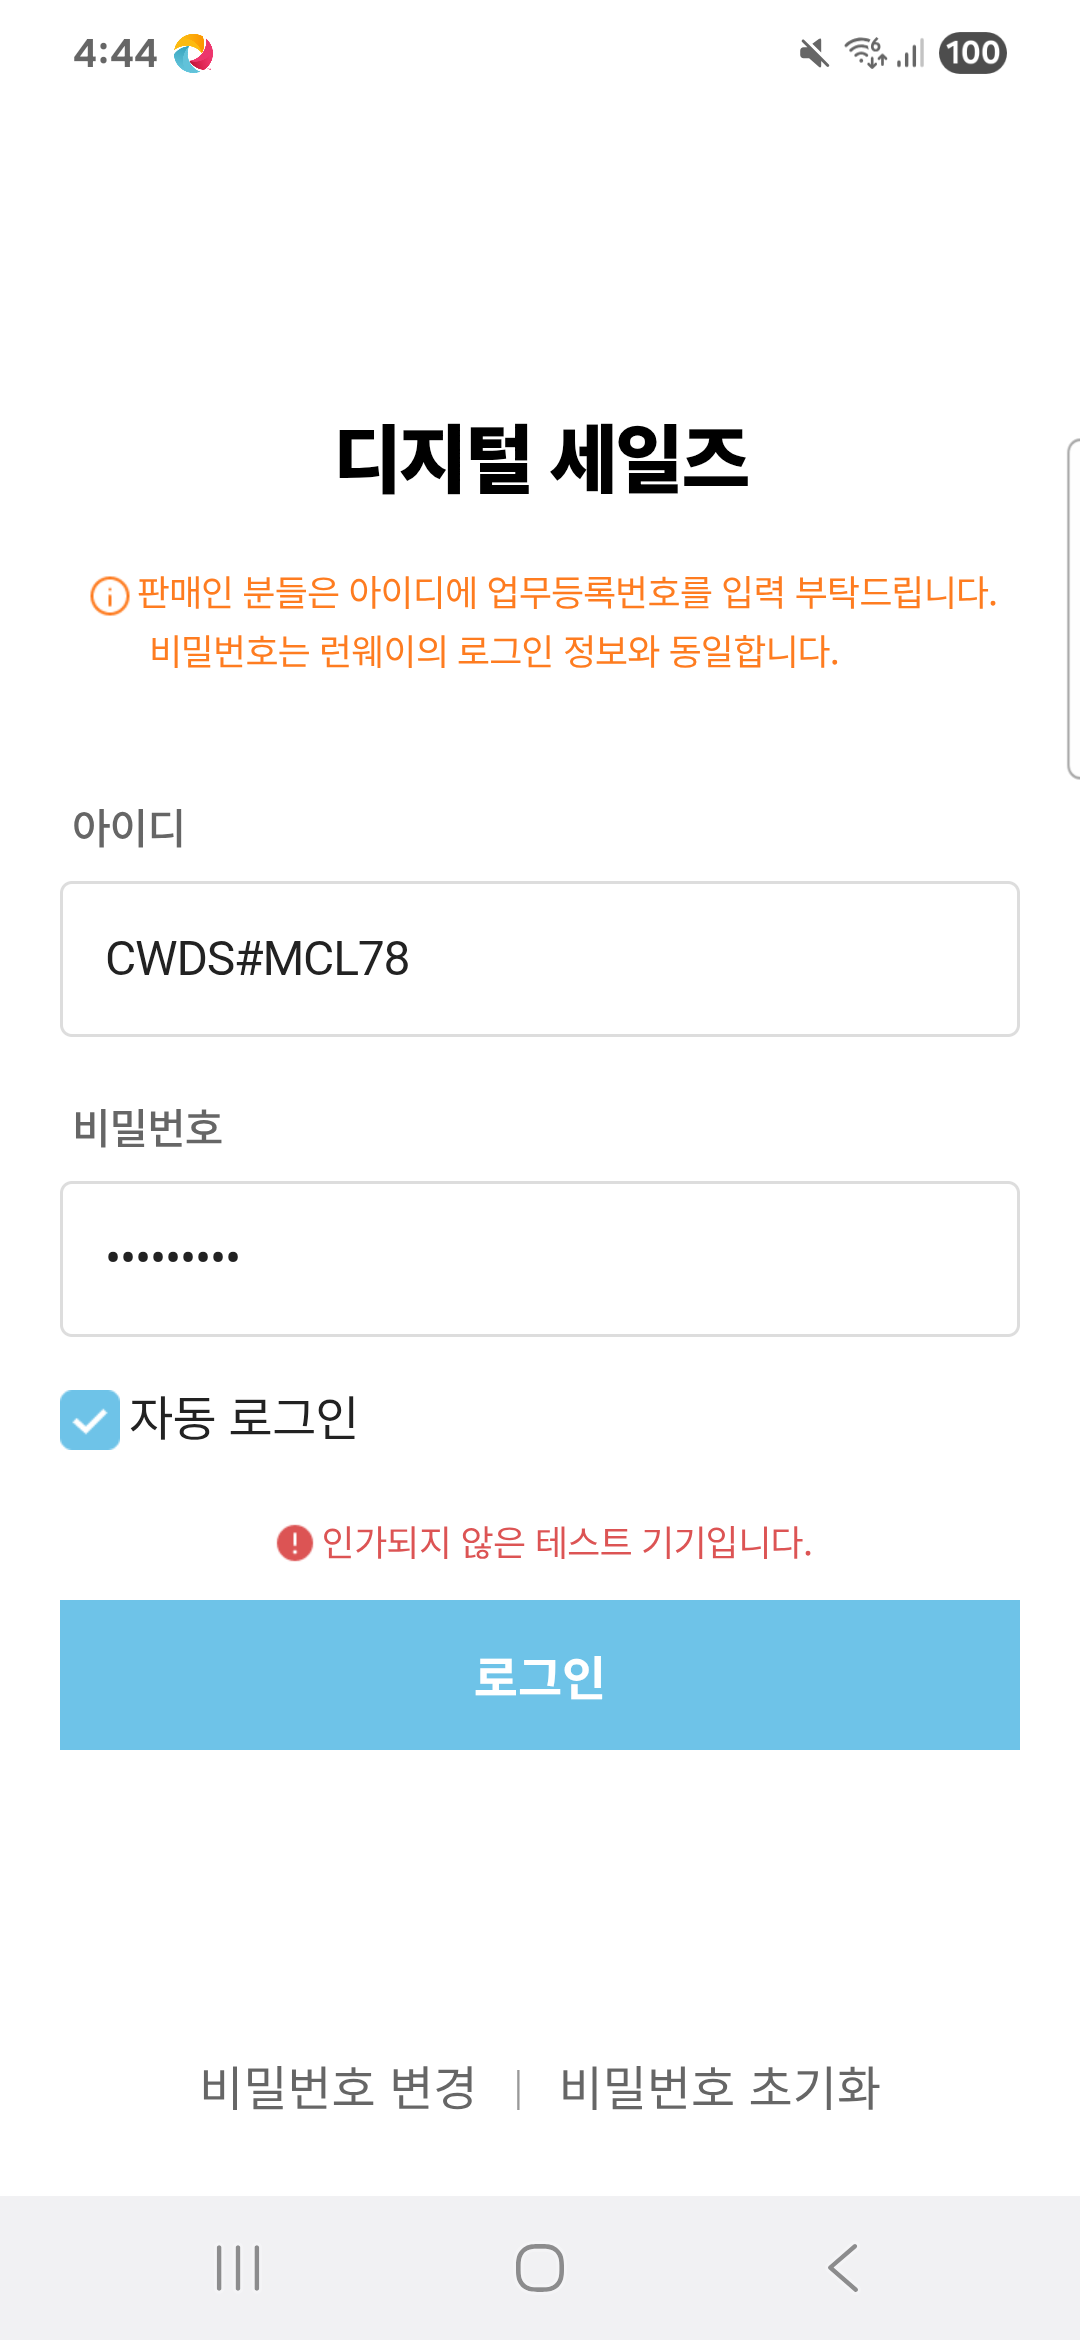 4:44
6
100
디지털 세일즈
판매인 분들은 아이디에 업무등록번호를 입력 부탁드립니다.
비밀번호는 런웨이의 로그인 정보와 동일합니다.
아이디
CWDS#MCL78
비밀번호
•••••••••
자동 로그인
인가되지 않은 테스트 기기입니다.
로그인
비밀번호 변경 | 비밀번호 초기화